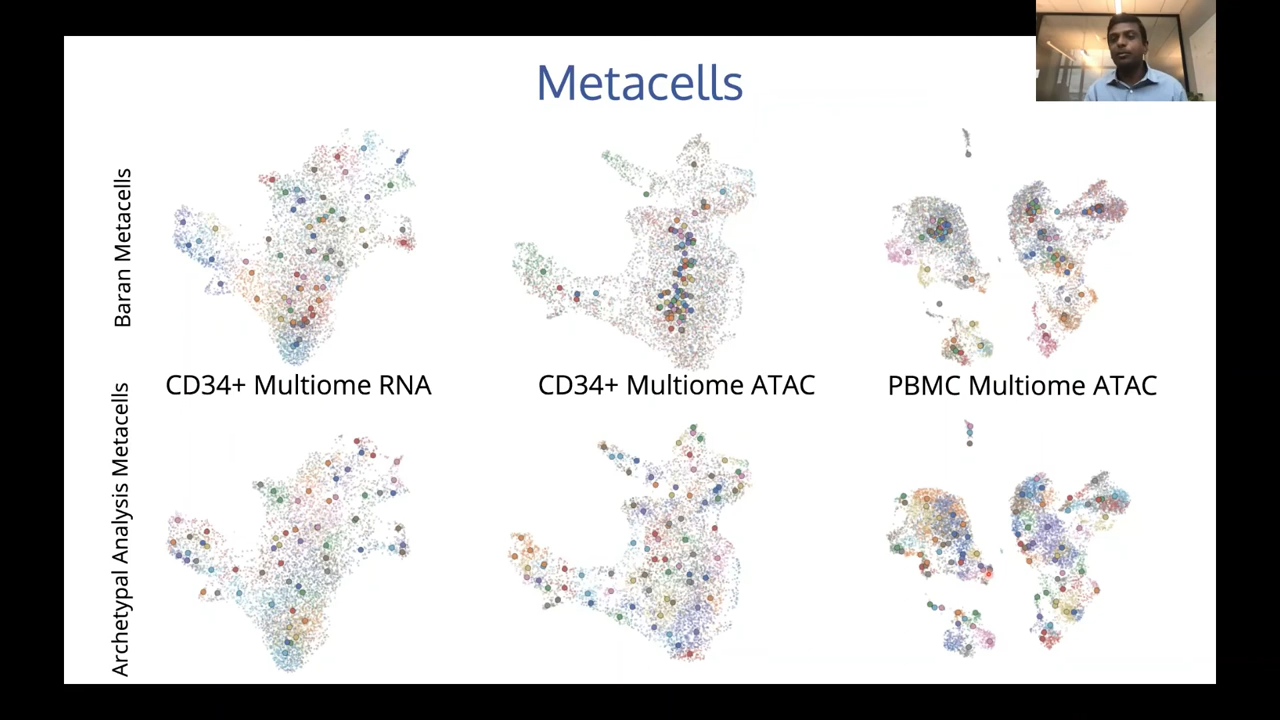 Metacells
Baran Metacells
CD34+ Multiome RNA
CD34+ Multiome ATAC
PBMC Multiome ATAC
Archetypal Analysis Metacells